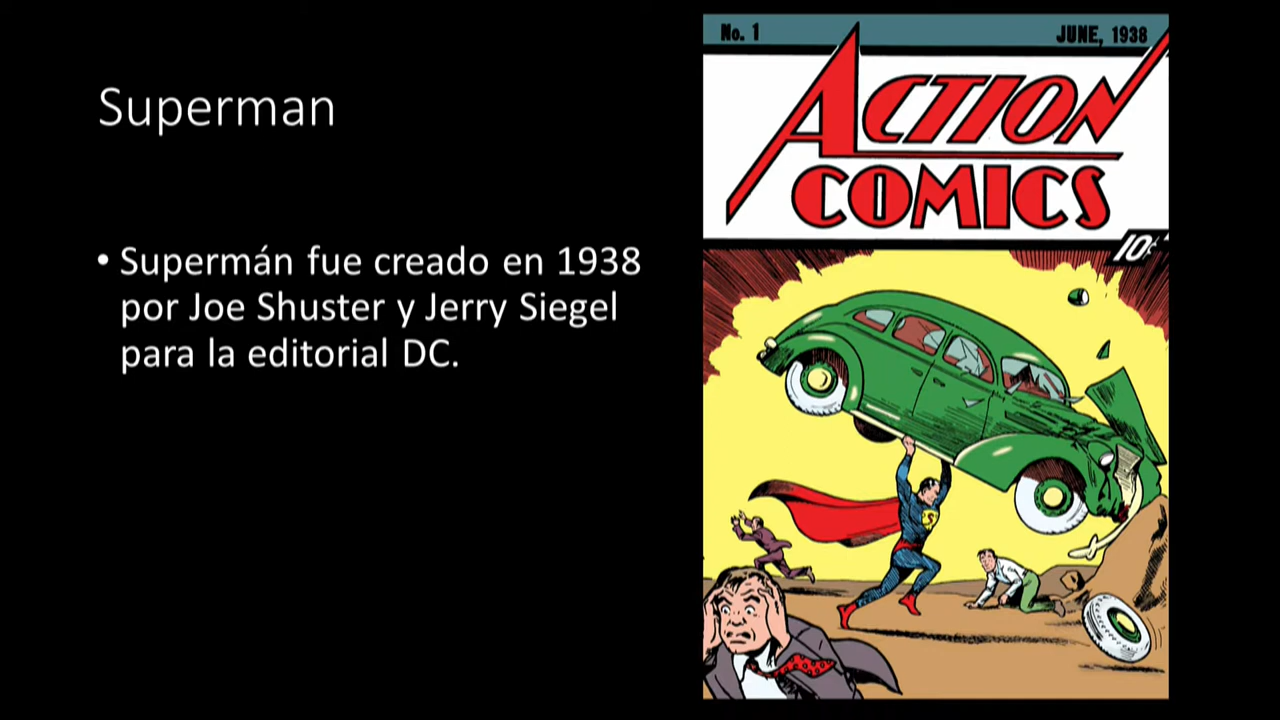 Superman
• Supermán fue creado en 1938
por Joe Shuster y Jerry Siegel
para la editorial DC.
No. 1
JUNE, 1938
ACTION
COMICS
10¢
S